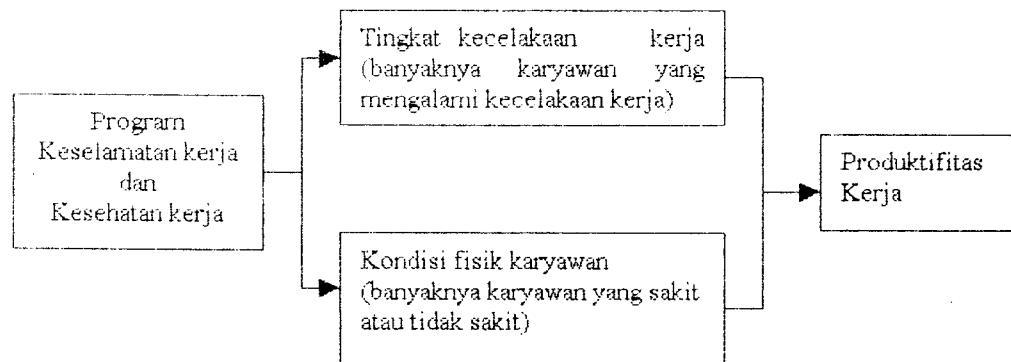 Program
Keselamatan kerja
dan
Kesehatan kerja
Tingkat kecelakaan kerja
(banyaknya karyawan yang
mengalami kecelakaan kerja)
Kondisi fisik karyawan
(banyaknya karyawan yang sakit
atau tidak sakit)
Produktifitas
Kerja